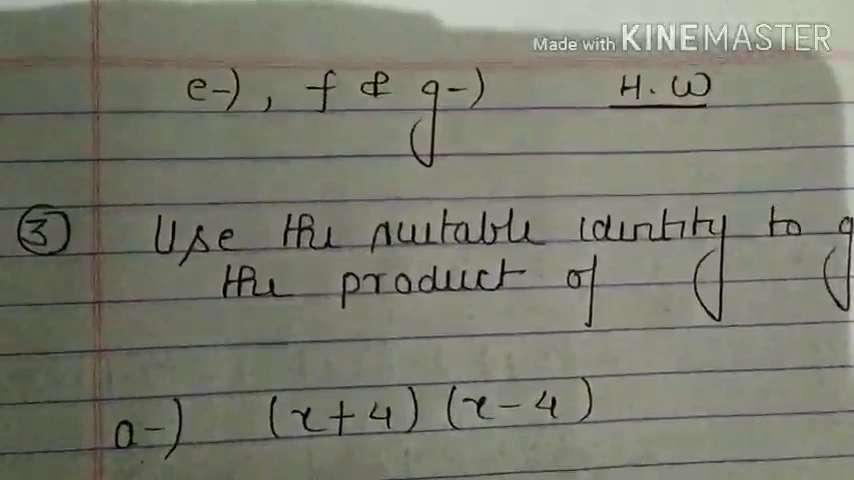 Made with KINEMASTER
e-), f & g-) H.W
③ Use the suitable identity to g
the product of
a-) (x+4)(x-4)